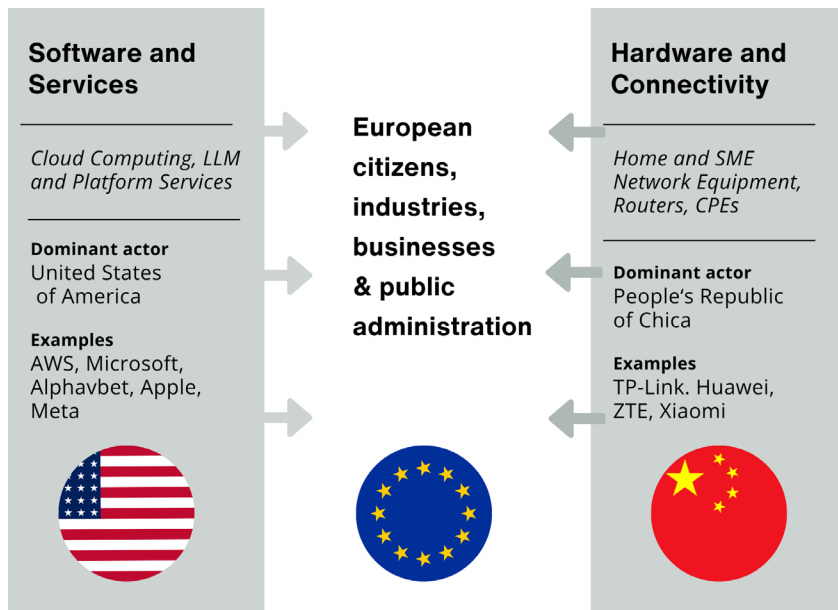 Software and
Services
Cloud Computing, LLM
and Platform Services
Dominant actor
United States
of America
Examples
AWS, Microsoft,
Alphavbet, Apple,
Meta
European
citizens,
industries,
businesses
& public
administration
Hardware and
Connectivity
Home and SME
Network Equipment,
Routers, CPEs
Dominant actor
People‘s Republic
of Chica
Examples
TP-Link. Huawei,
ZTE, Xiaomi